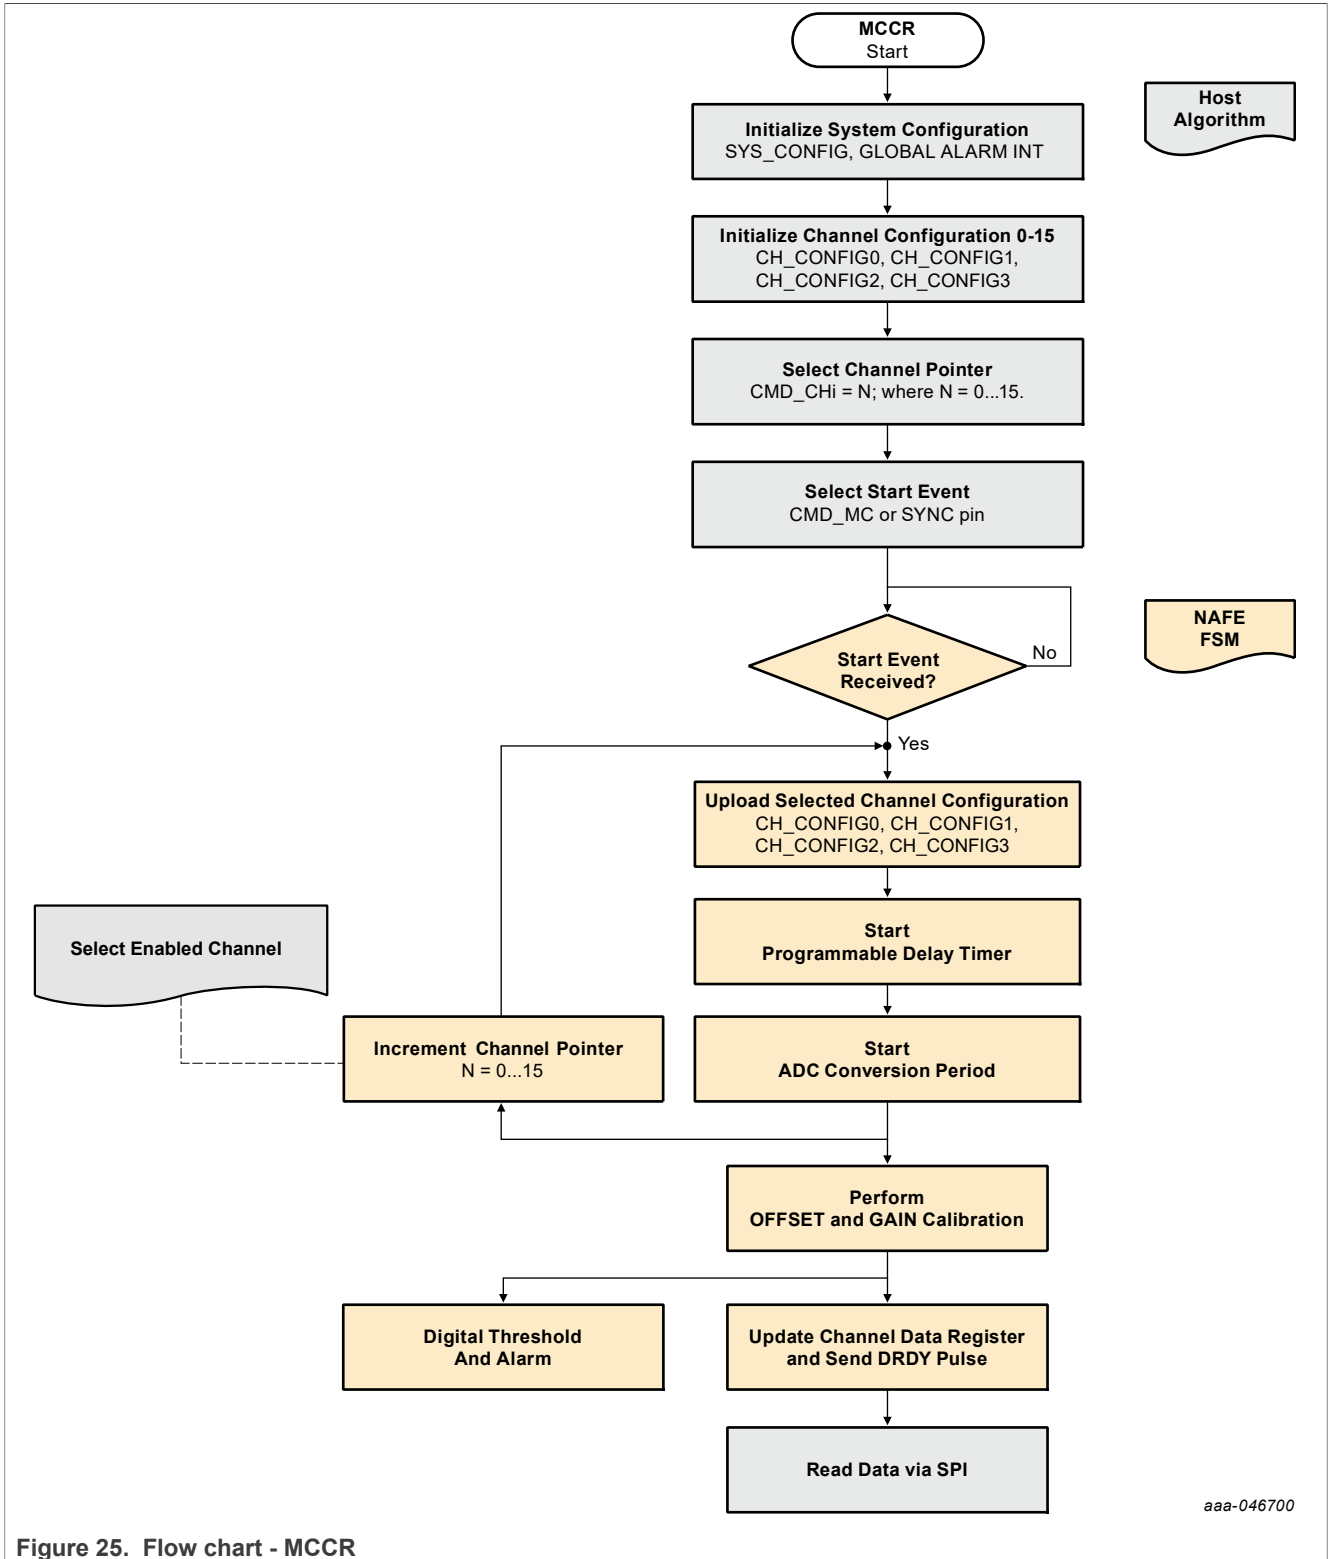 MCCR
Start
Host
Algorithm
Initialize System Configuration
SYS_CONFIG, GLOBAL ALARM INT
Initialize Channel Configuration 0-15
CH_CONFIG0, CH_CONFIG1,
CH_CONFIG2, CH_CONFIG3
Select Channel Pointer
CMD_CHi = N; where N = 0...15.
Select Start Event
CMD_MC or SYNC pin
NAFE
FSM
Start Event
Received?
No
Yes
Upload Selected Channel Configuration
CH_CONFIG0, CH_CONFIG1,
CH_CONFIG2, CH_CONFIG3
Start
Programmable Delay Timer
Select Enabled Channel
Increment Channel Pointer
N = 0...15
Start
ADC Conversion Period
Perform
OFFSET and GAIN Calibration
Digital Threshold
And Alarm
Update Channel Data Register
and Send DRDY Pulse
Read Data via SPI
aaa-046700
Figure 25. Flow chart - MCCR